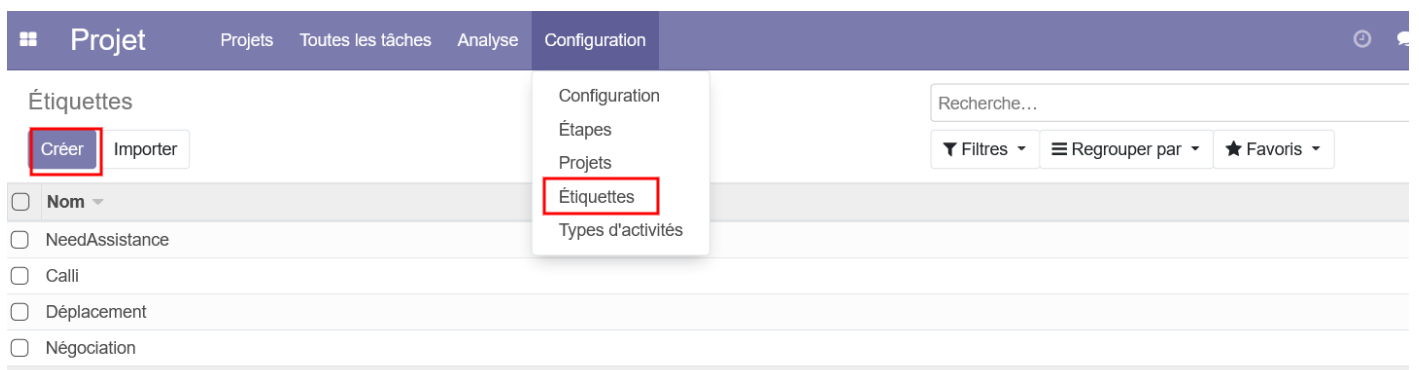 Projet Projets Toutes les tâches Analyse Configuration
Étiquettes
Créer Importer
Configuration
Étapes
Projets
Étiquettes
Types d'activités
Recherche...
Filtres Regrouper par Favoris
Nom
NeedAssistance
Calli
Déplacement
Négociation